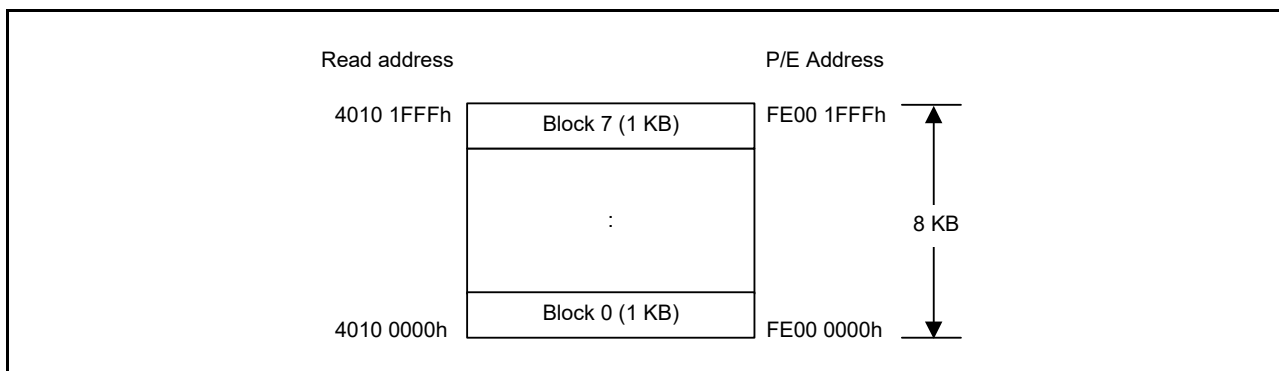 Read address P/E Address
4010 1FFFh Block 7 (1 KB) FE00 1FFFh
: 8 KB
4010 0000h Block 0 (1 KB) FE00 0000h